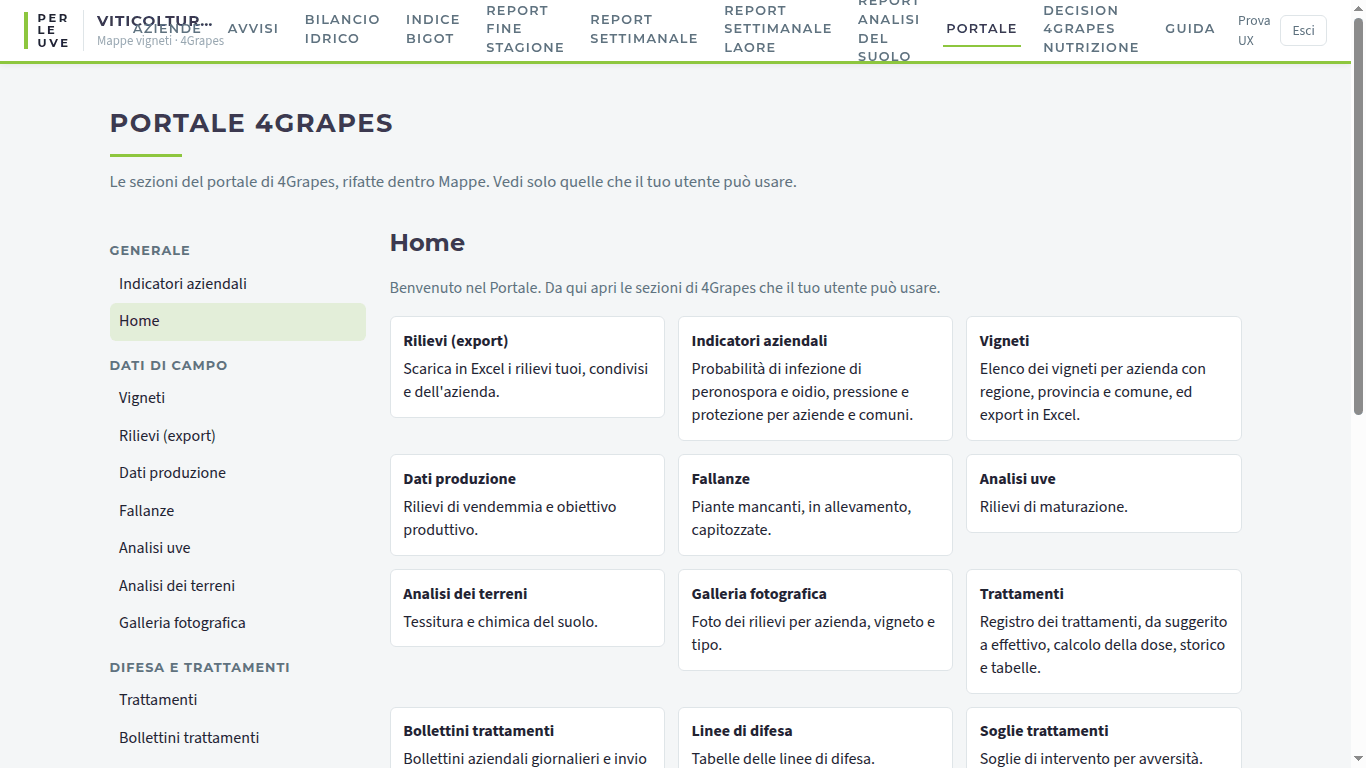 PER
LE
UVE
VITICOLTUR...
Mappe vigneti · 4Grapes
AZIENDE
AVVISI
BILANCIO
IDRICO
INDICE
BIGOT
REPORT
FINE
STAGIONE
REPORT
SETTIMANALE
REPORT
SETTIMANALE
LAORE
REPORT
ANALISI
DEL
SUOLO
PORTALE
DECISION
4GRAPES
NUTRIZIONE
GUIDA
Prova
UX
Esci
PORTALE 4GRAPES
Le sezioni del portale di 4Grapes, rifatte dentro Mappe. Vedi solo quelle che il tuo utente può usare.
GENERALE
Indicatori aziendali
Home
DATI DI CAMPO
Vigneti
Rilievi (export)
Dati produzione
Fallanze
Analisi uve
Analisi dei terreni
Galleria fotografica
DIFESA E TRATTAMENTI
Trattamenti
Bollettini trattamenti
Home
Benvenuto nel Portale. Da qui apri le sezioni di 4Grapes che il tuo utente può usare.
Rilievi (export)
Scarica in Excel i rilievi tuoi, condivisi
e dell'azienda.
Indicatori aziendali
Probabilità di infezione di
peronospora e oidio, pressione e
protezione per aziende e comuni.
Vigneti
Elenco dei vigneti per azienda con
regione, provincia e comune, ed
export in Excel.
Dati produzione
Rilievi di vendemmia e obiettivo
produttivo.
Fallanze
Piante mancanti, in allevamento,
capitozzate.
Analisi uve
Rilievi di maturazione.
Analisi dei terreni
Tessitura e chimica del suolo.
Galleria fotografica
Foto dei rilievi per azienda, vigneto e
tipo.
Trattamenti
Registro dei trattamenti, da suggerito
a effettivo, calcolo della dose, storico
e tabelle.
Bollettini trattamenti
Bollettini aziendali giornalieri e invio
Linee di difesa
Tabelle delle linee di difesa.
Soglie trattamenti
Soglie di intervento per avversità.